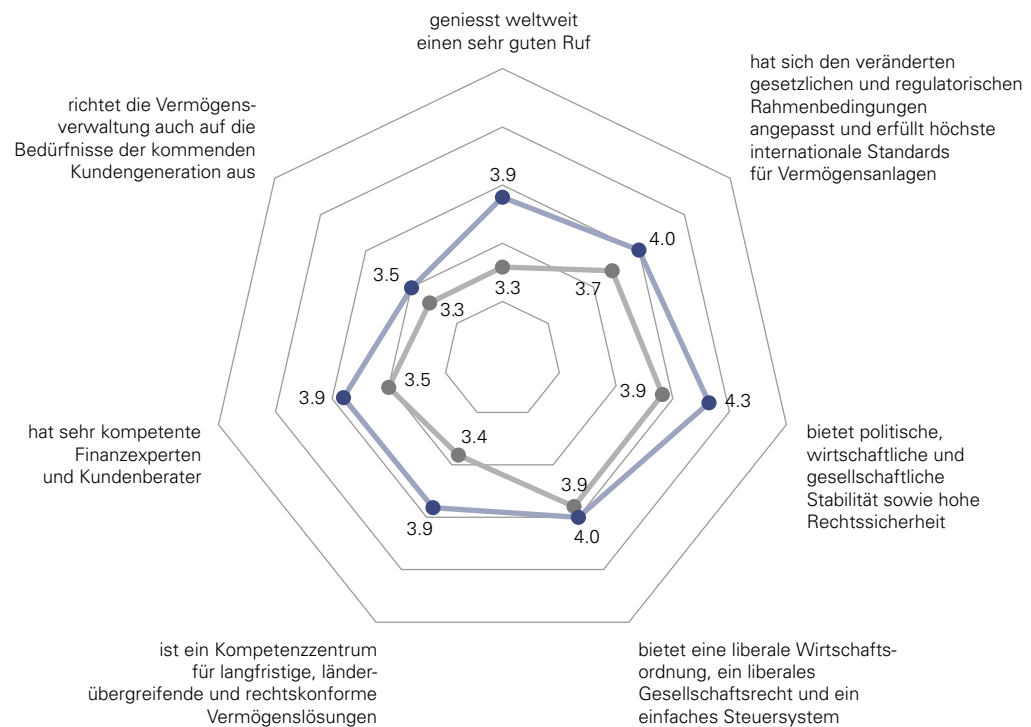 geniesst weltweit
einen sehr guten Ruf
hat sich den veränderten
gesetzlichen und regulatorischen
Rahmenbedingungen
angepasst und erfüllt höchste
internationale Standards
für Vermögensanlagen
richtet die Vermögens-
verwaltung auch auf die
Bedürfnisse der kommenden
Kundengeneration aus
3.9
4.0
3.5
3.3
3.7
3.3
3.9
3.5
3.9
4.3
3.4
3.9
3.9
4.0
hat sehr kompetente
Finanzexperten
und Kundenberater
bietet politische,
wirtschaftliche und
gesellschaftliche
Stabilität sowie hohe
Rechtssicherheit
ist ein Kompetenzzentrum
für langfristige, länder-
übergreifende und rechtskonforme
Vermögenslösungen
bietet eine liberale Wirtschafts-
ordnung, ein liberales
Gesellschaftsrecht und ein
einfaches Steuersystem